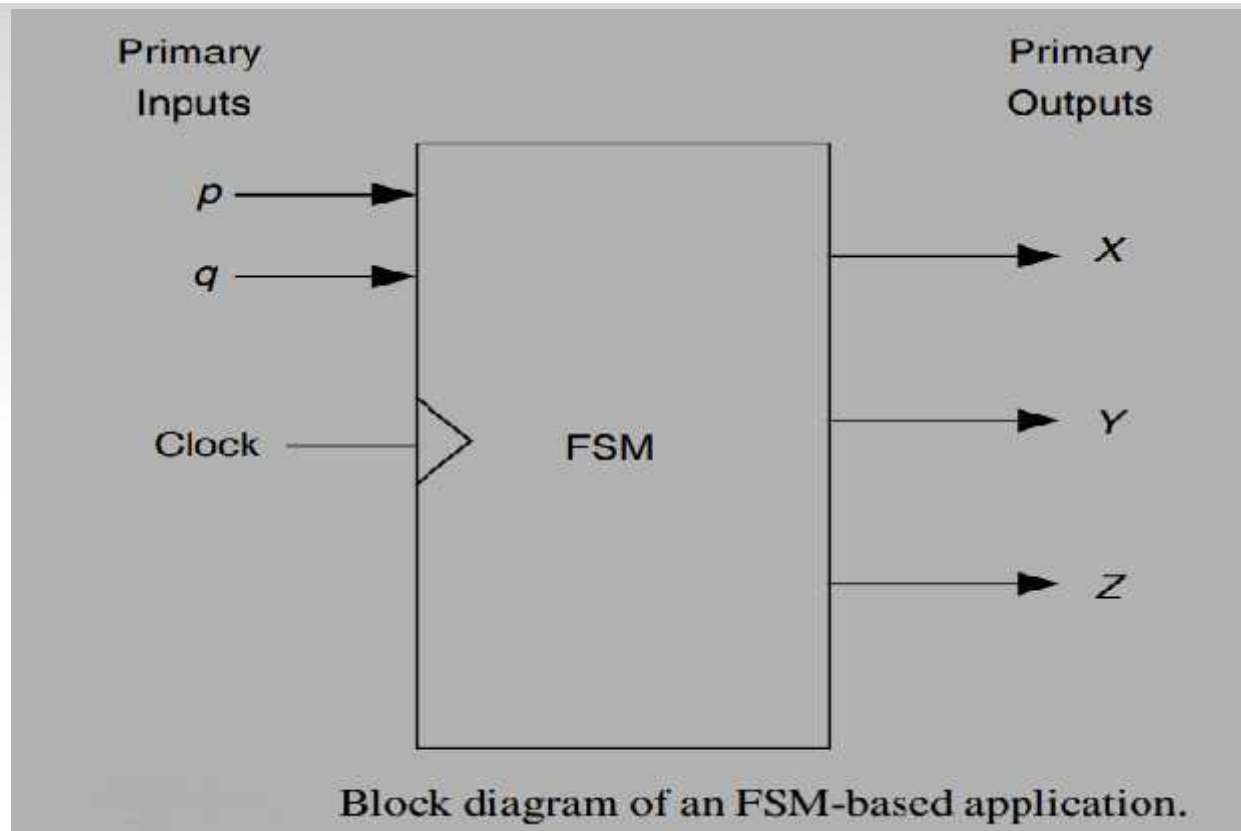 Primary
Inputs
Primary
Outputs
p
q
X
Clock
FSM
Y
Z
Block diagram of an FSM-based application.